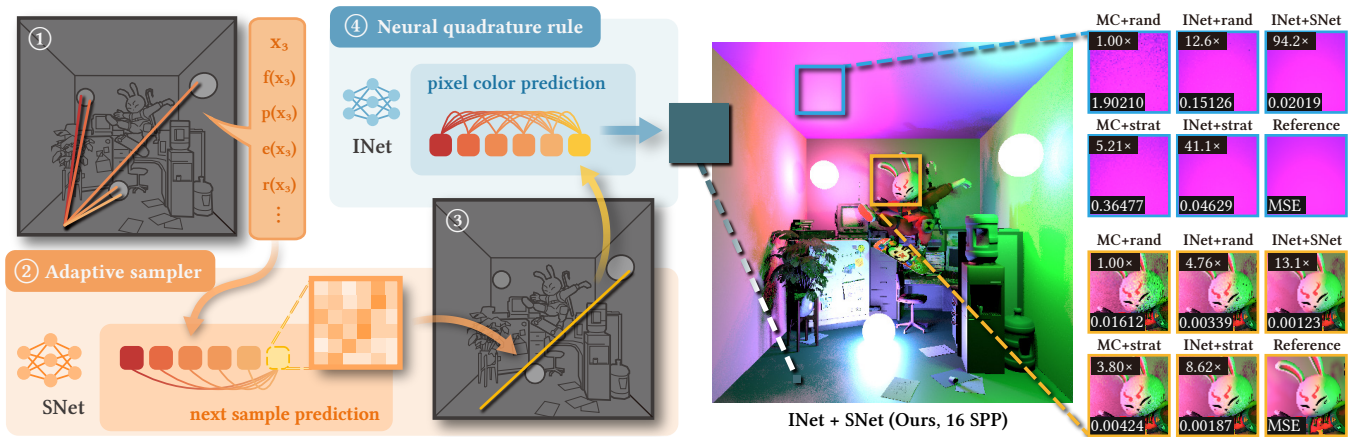 ①
x₃
f(x₃)
p(x₃)
e(x₃)
r(x₃)
⋮
② Adaptive sampler
SNet
next sample prediction
③
④ Neural quadrature rule
INet
pixel color prediction
INet + SNet (Ours, 16 SPP)
MC+rand INet+rand INet+SNet
1.00× 12.6× 94.2×
1.90210 0.15126 0.02019
MC+strat INet+strat Reference
5.21× 41.1×
0.36477 0.04629 MSE
MC+rand INet+rand INet+SNet
1.00× 4.76× 13.1×
0.01612 0.00339 0.00123
MC+strat INet+strat Reference
3.80× 8.62×
0.00424 0.00187 MSE